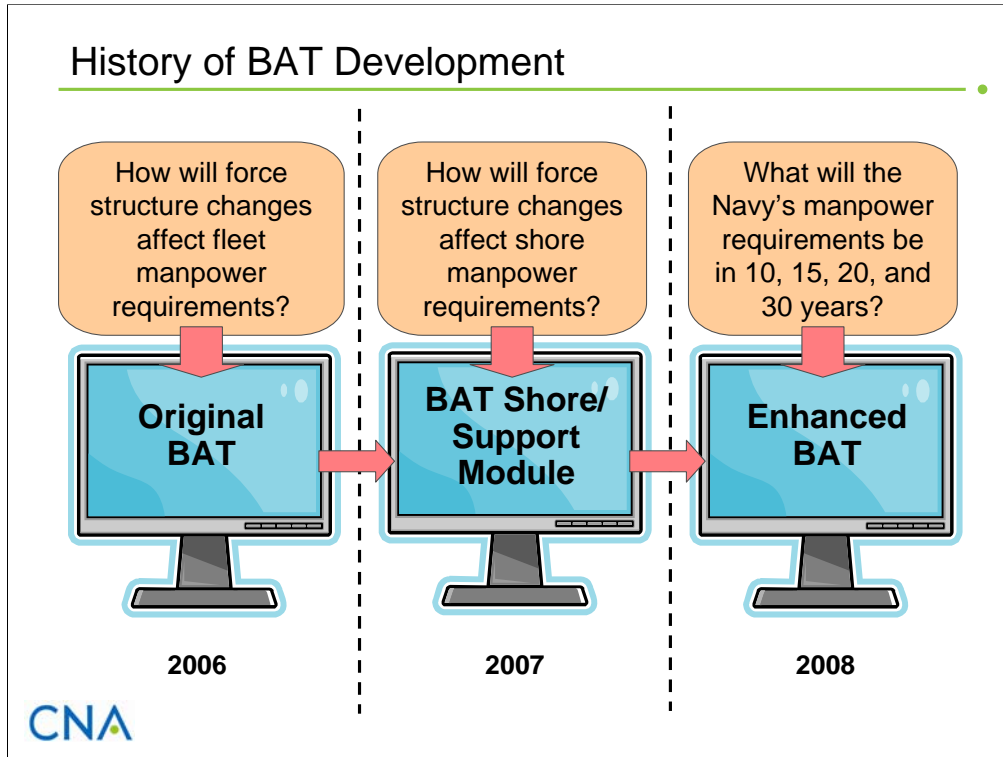 History of BAT Development
How will force
structure changes
affect fleet
manpower
requirements?
How will force
structure changes
affect shore
manpower
requirements?
What will the
Navy’s manpower
requirements be
in 10, 15, 20, and
30 years?
Original
BAT
BAT Shore/
Support
Module
Enhanced
BAT
2006
2007
2008
CNA